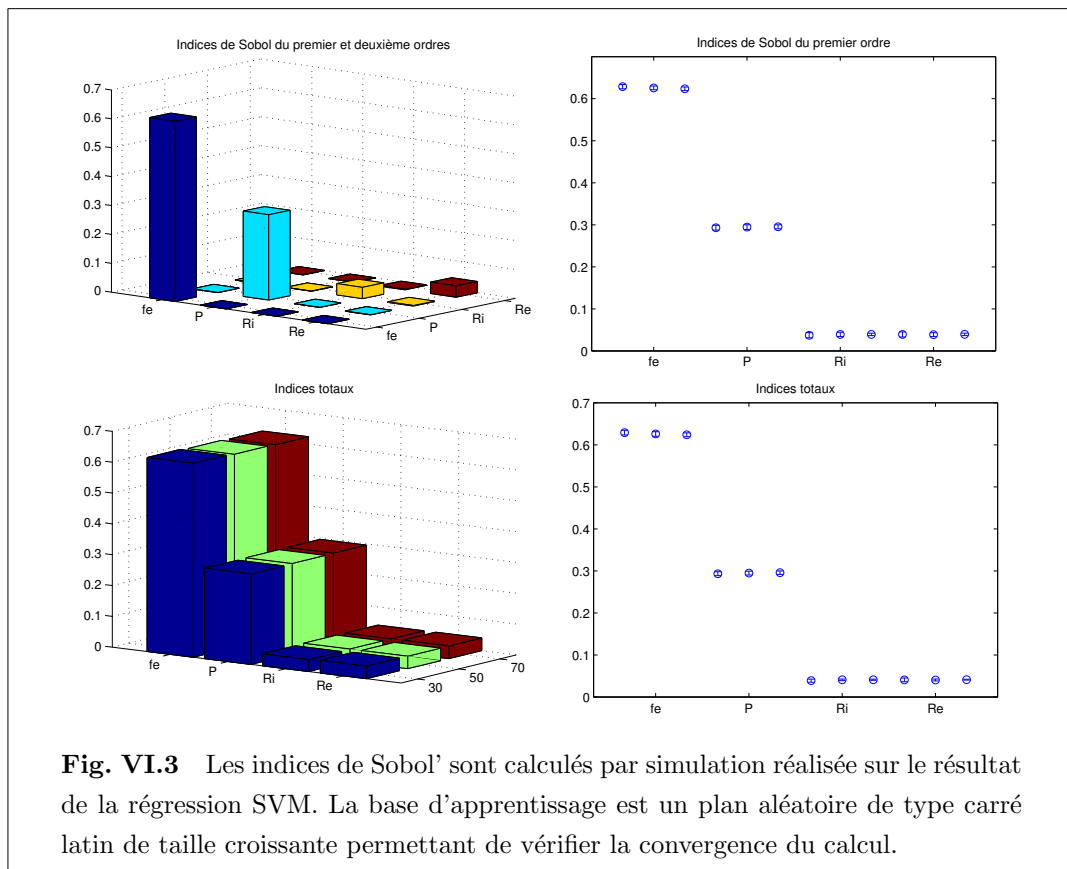 Indices de Sobol du premier et deuxième ordres
0.7
0.6
0.5
0.4
0.3
0.2
0.1
0
fe
P
Ri
Re
fe
P
Ri
Re
Indices de Sobol du premier ordre
0.6
0.5
0.4
0.3
0.2
0.1
0
fe P Ri Re
Indices totaux
0.7
0.6
0.5
0.4
0.3
0.2
0.1
0
fe
P
Ri
Re
30
50
70
Indices totaux
0.7
0.6
0.5
0.4
0.3
0.2
0.1
0
fe P Ri Re
Fig. VI.3 Les indices de Sobol' sont calculés par simulation réalisée sur le résultat
de la régression SVM. La base d'apprentissage est un plan aléatoire de type carré
latin de taille croissante permettant de vérifier la convergence du calcul.